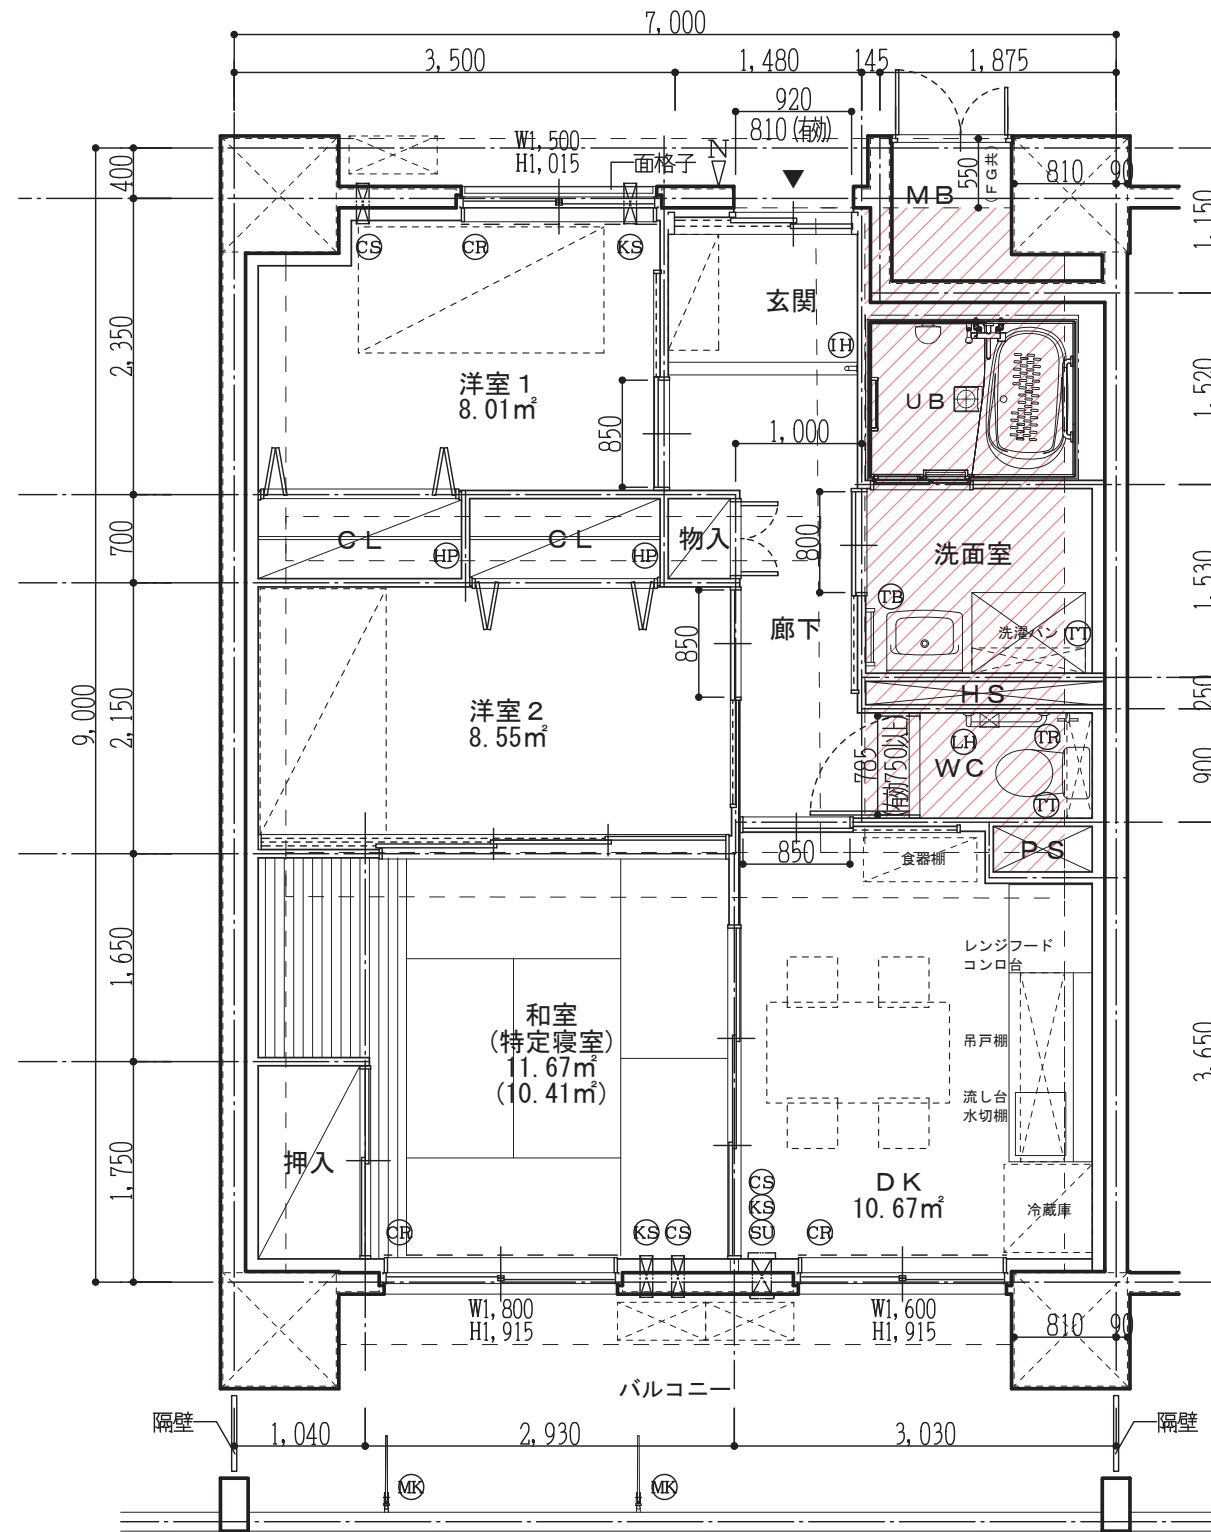 7,000
3,500
1,480
145
1,875
920
810(有効)
W1,500
H1,015
面格子
N
MB
550
(FG共)
810
90
400
1,150
CS
CR
KS
玄関
IH
2,350
洋室1
8.01㎡
850
1,000
UB
1,520
700
CL
HP
CL
HP
物入
800
洗面室
1,530
TB
洗濯パン
TT
廊下
850
9,000
2,150
洋室2
8.55㎡
HS
250
785
(有効750以上)
LH
TR
WC
TT
900
850
食器棚
PS
1,650
レンジフード
コンロ台
和室
(特定寝室)
11.67㎡
(10.41㎡)
吊戸棚
3,650
流し台
水切棚
1,750
押入
DK
10.67㎡
冷蔵庫
CR
KS
CS
CS
KS
SU
CR
W1,800
H1,915
W1,600
H1,915
810
90
バルコニー
隔壁
1,040
2,930
3,030
隔壁
MK
MK